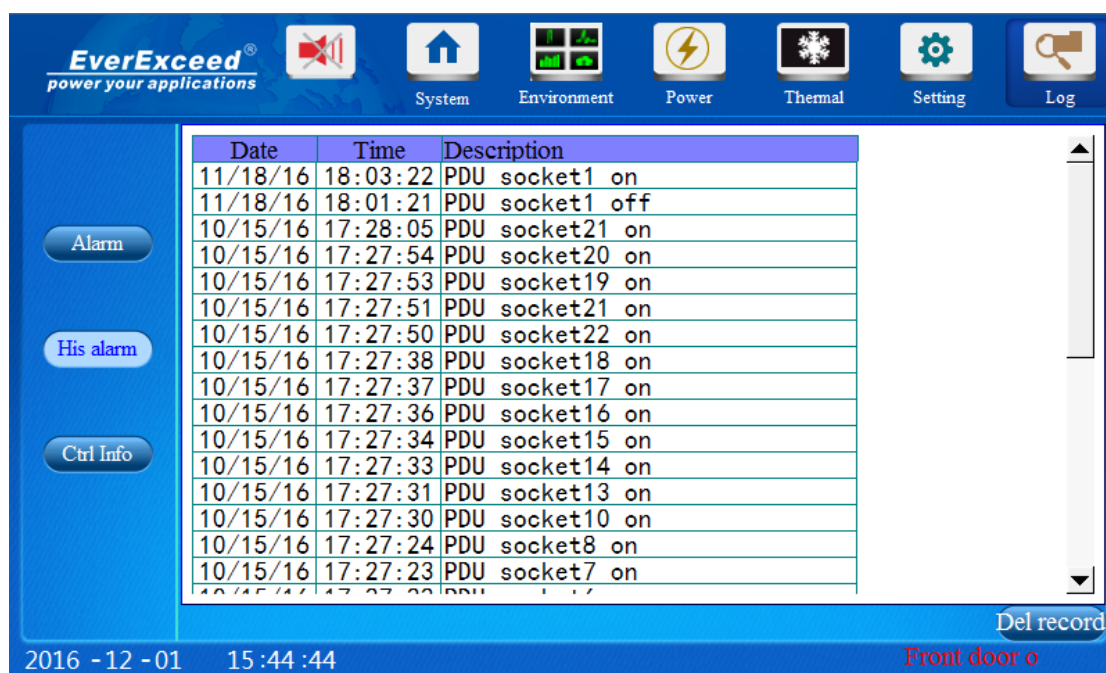 EverExceed®
power your applications
System
Environment
Power
Thermal
Setting
Log
Alarm
His alarm
Ctrl Info
Date Time Description
11/18/16 18:03:22 PDU socket1 on
11/18/16 18:01:21 PDU socket1 off
10/15/16 17:28:05 PDU socket21 on
10/15/16 17:27:54 PDU socket20 on
10/15/16 17:27:53 PDU socket19 on
10/15/16 17:27:51 PDU socket21 on
10/15/16 17:27:50 PDU socket22 on
10/15/16 17:27:38 PDU socket18 on
10/15/16 17:27:37 PDU socket17 on
10/15/16 17:27:36 PDU socket16 on
10/15/16 17:27:34 PDU socket15 on
10/15/16 17:27:33 PDU socket14 on
10/15/16 17:27:31 PDU socket13 on
10/15/16 17:27:30 PDU socket10 on
10/15/16 17:27:24 PDU socket8 on
10/15/16 17:27:23 PDU socket7 on
Del record
2016 -12 -01 15:44 :44
Front door o